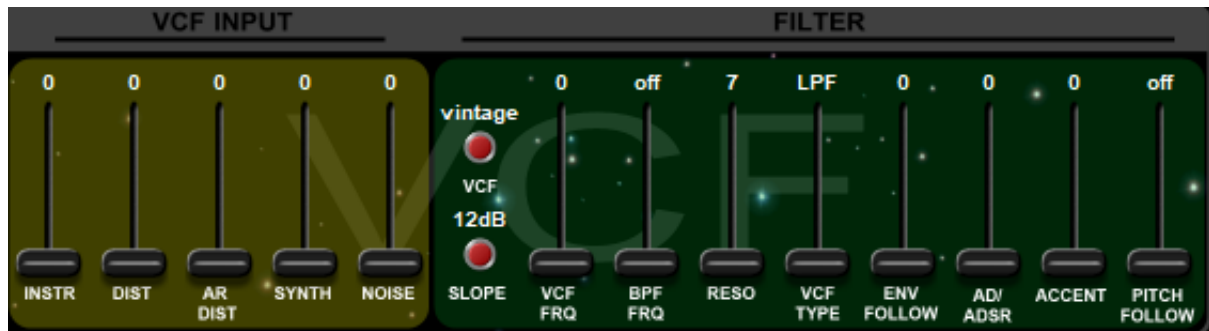 VCF INPUT
FILTER
0 0 0 0 0
0 off 7 LPF 0 0 0 off
vintage
VCF
VCF
12dB
INSTR DIST AR DIST SYNTH NOISE
SLOPE VCF FRQ BPF FRQ RESO VCF TYPE ENV FOLLOW AD/ ADSR ACCENT PITCH FOLLOW